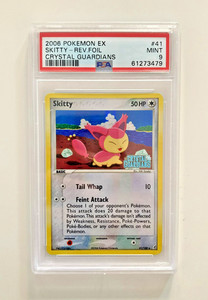 2006 POKEMON EX #41
SKITTY - REV.FOIL MINT
CRYSTAL GUARDIANS 9
PSA 61273479
Skitty 50 HP
BASIC
Tail Whap 10
Feint Attack
Choose 1 of your opponent's Pokémon.
This attack does 20 damage to that
Pokémon. This attack's damage isn't affected
by Weakness, Resistance, Poké-Powers,
Poké-Bodies, or any other effects on that
Pokémon.